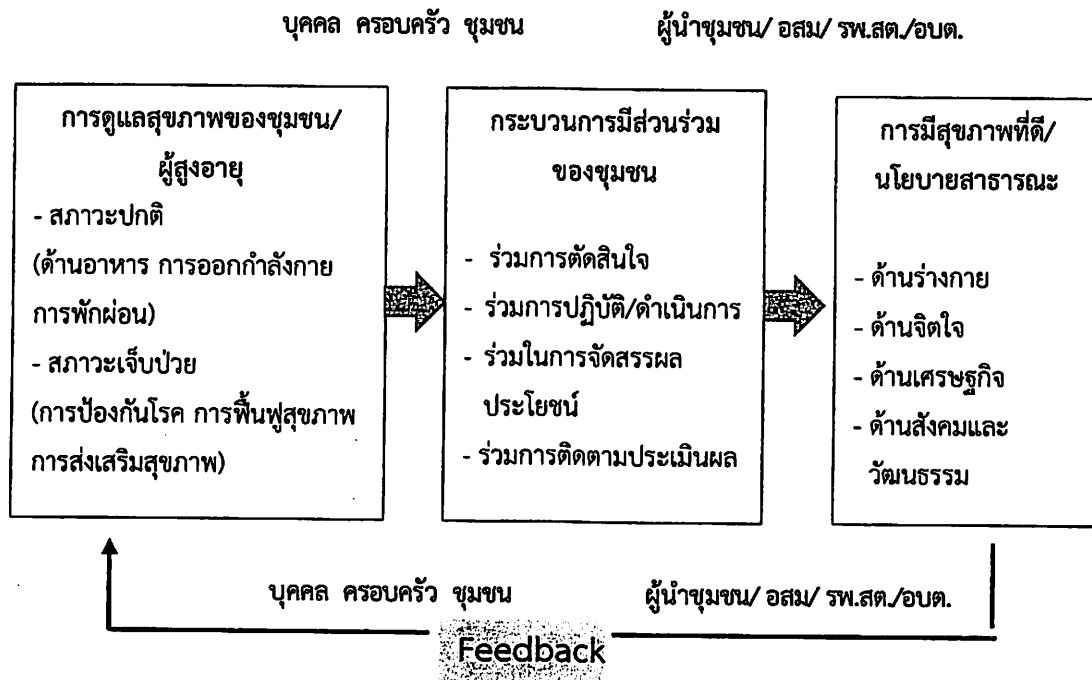 บุคคล ครอบครัว ชุมชน ผู้นำชุมชน/ อสม/ รพ.สต./อบต.
การดูแลสุขภาพของชุมชน/
ผู้สูงอายุ
- สภาวะปกติ
(ด้านอาหาร การออกกำลังกาย
การพักผ่อน)
- สภาวะเจ็บป่วย
(การป้องกันโรค การฟื้นฟูสุขภาพ
การส่งเสริมสุขภาพ)
กระบวนการมีส่วนร่วม
ของชุมชน
- ร่วมการตัดสินใจ
- ร่วมการปฏิบัติ/ดำเนินการ
- ร่วมในการจัดสรรผล
ประโยชน์
- ร่วมการติดตามประเมินผล
การมีสุขภาพที่ดี/
นโยบายสาธารณะ
- ด้านร่างกาย
- ด้านจิตใจ
- ด้านเศรษฐกิจ
- ด้านสังคมและ
วัฒนธรรม
บุคคล ครอบครัว ชุมชน ผู้นำชุมชน/ อสม/ รพ.สต./อบต.
Feedback